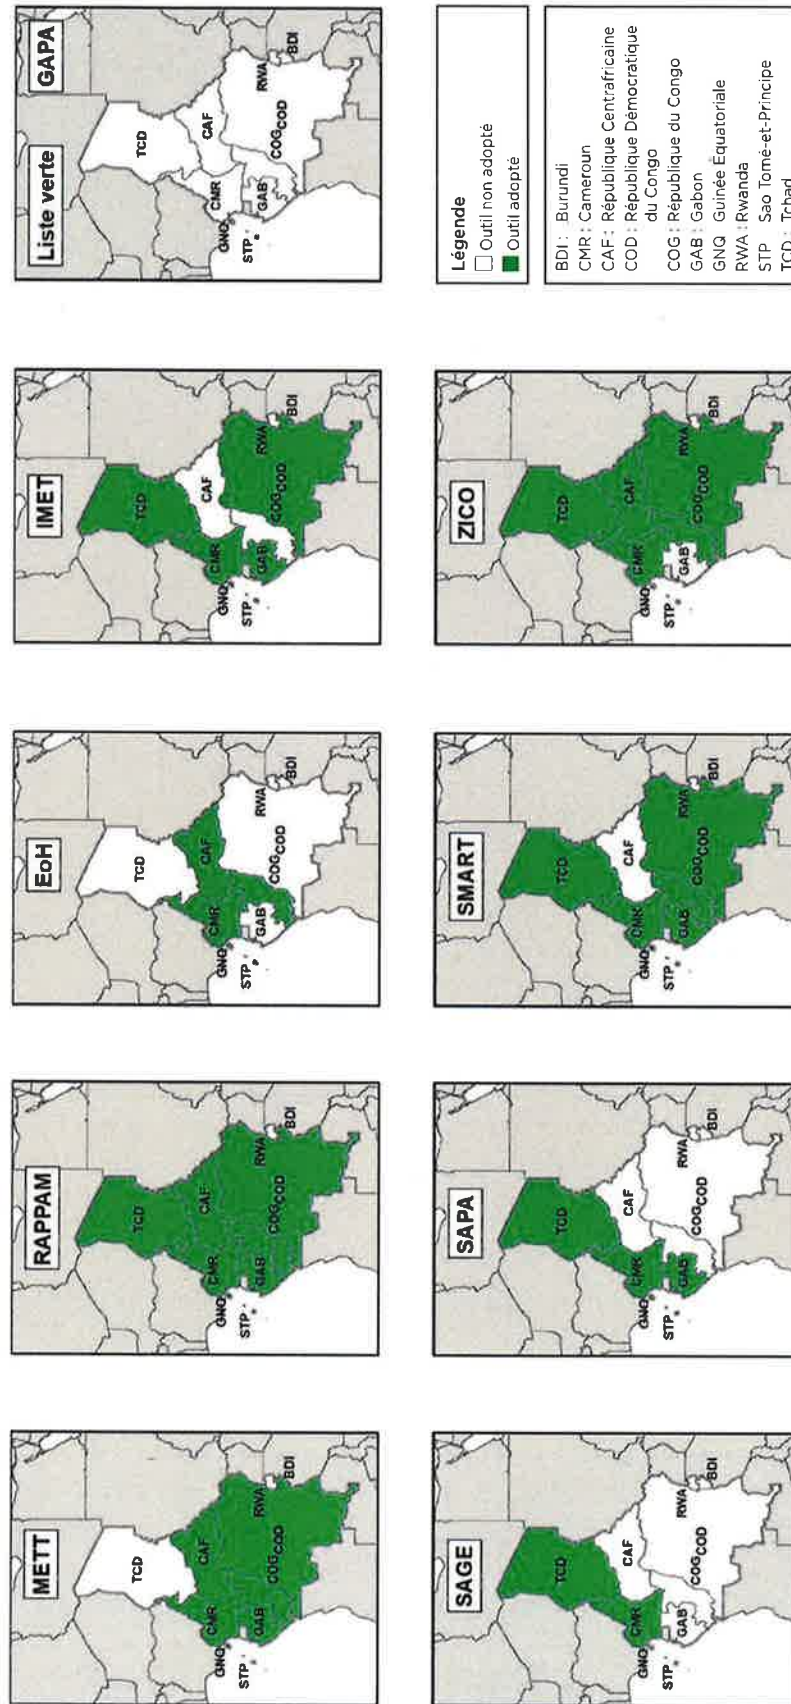 METT
TCD
CAF
CMR
GNQ
RWA
STP
GAB
COG COD
BDI
RAPPAM
TCD
CAF
CMR
GNQ
RWA
STP
GAB
COG COD
BDI
EoH
TCD
CAF
CMR
GNQ
RWA
STP
GAB
COG COD
BDI
IMET
TCD
CAF
CMR
GNQ
RWA
STP
GAB
COG COD
BDI
Liste verte GAPA
TCD
CAF
CMR
GNQ
RWA
STP
GAB
COG COD
BDI
SAGE
TCD
CAF
CMR
GNQ
RWA
STP
GAB
COG COD
BDI
SAPA
TCD
CAF
CMR
GNQ
RWA
STP
GAB
COG COD
BDI
SMART
TCD
CAF
CMR
GNQ
RWA
STP
GAB
COG COD
BDI
ZICO
TCD
CAF
CMR
GNQ
RWA
STP
GAB
COG COD
BDI
Légende
Outil non adopté
Outil adopté
BDI : Burundi
CMR : Cameroun
CAF : République Centrafricaine
COD : République Démocratique
du Congo
COG : République du Congo
GAB : Gabon
GNQ Guinée Equatoriale
RWA : Rwanda
STP Sao Tomé-et-Principe
TCD : Tchad